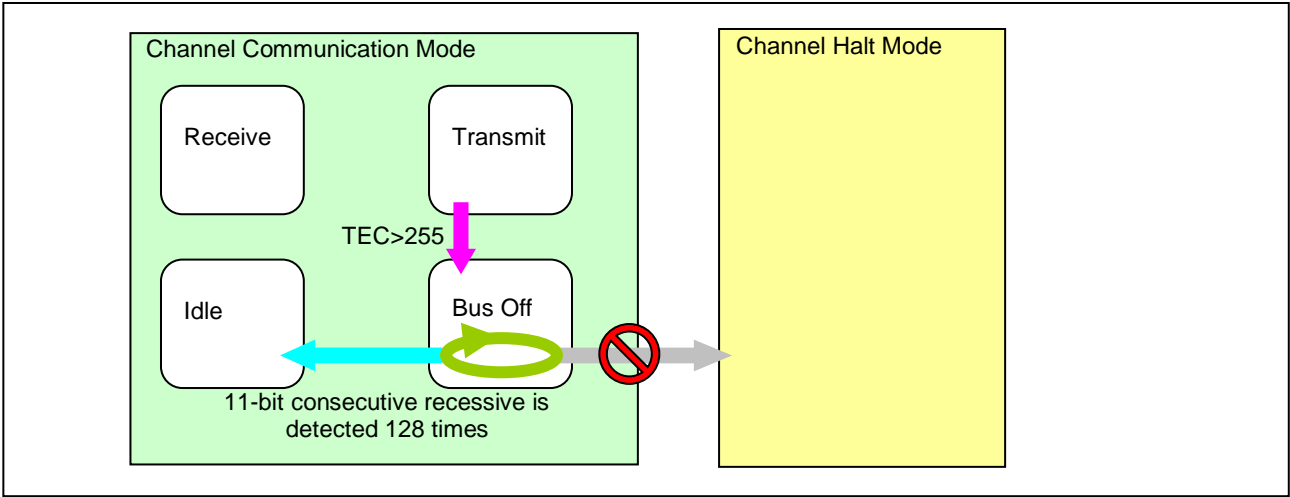 Channel Communication Mode
Channel Halt Mode
Receive
Transmit
TEC>255
Idle
Bus Off
11-bit consecutive recessive is
detected 128 times